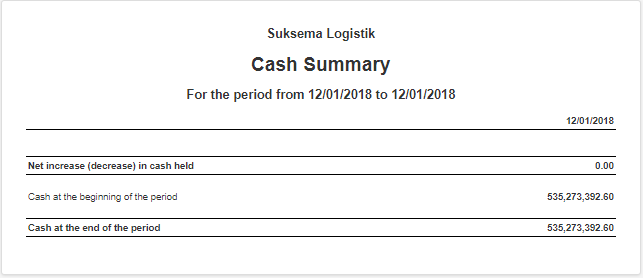 Suksema Logistik
Cash Summary
For the period from 12/01/2018 to 12/01/2018
12/01/2018
Net increase (decrease) in cash held 0.00
Cash at the beginning of the period 535,273,392.60
Cash at the end of the period 535,273,392.60